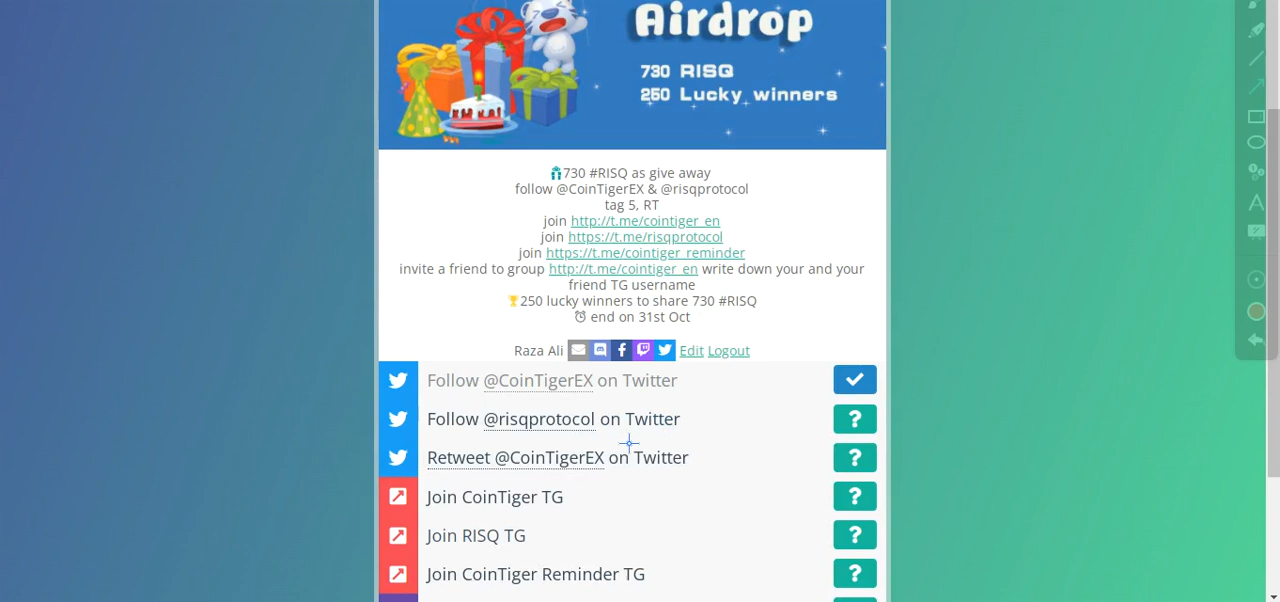 Airdrop
730 RISQ
250 Lucky winners
730 #RISQ as give away
follow @CoinTigerEX & @risqprotocol
tag 5, RT
join http://t.me/cointiger_en
join https://t.me/risqprotocol
join https://t.me/cointiger_reminder
invite a friend to group http://t.me/cointiger_en write down your and your
friend TG username
250 lucky winners to share 730 #RISQ
end on 31st Oct
Raza Ali Edit Logout
Follow @CoinTigerEX on Twitter
Follow @risqprotocol on Twitter ?
Retweet @CoinTigerEX on Twitter ?
Join CoinTiger TG ?
Join RISQ TG ?
Join CoinTiger Reminder TG ?